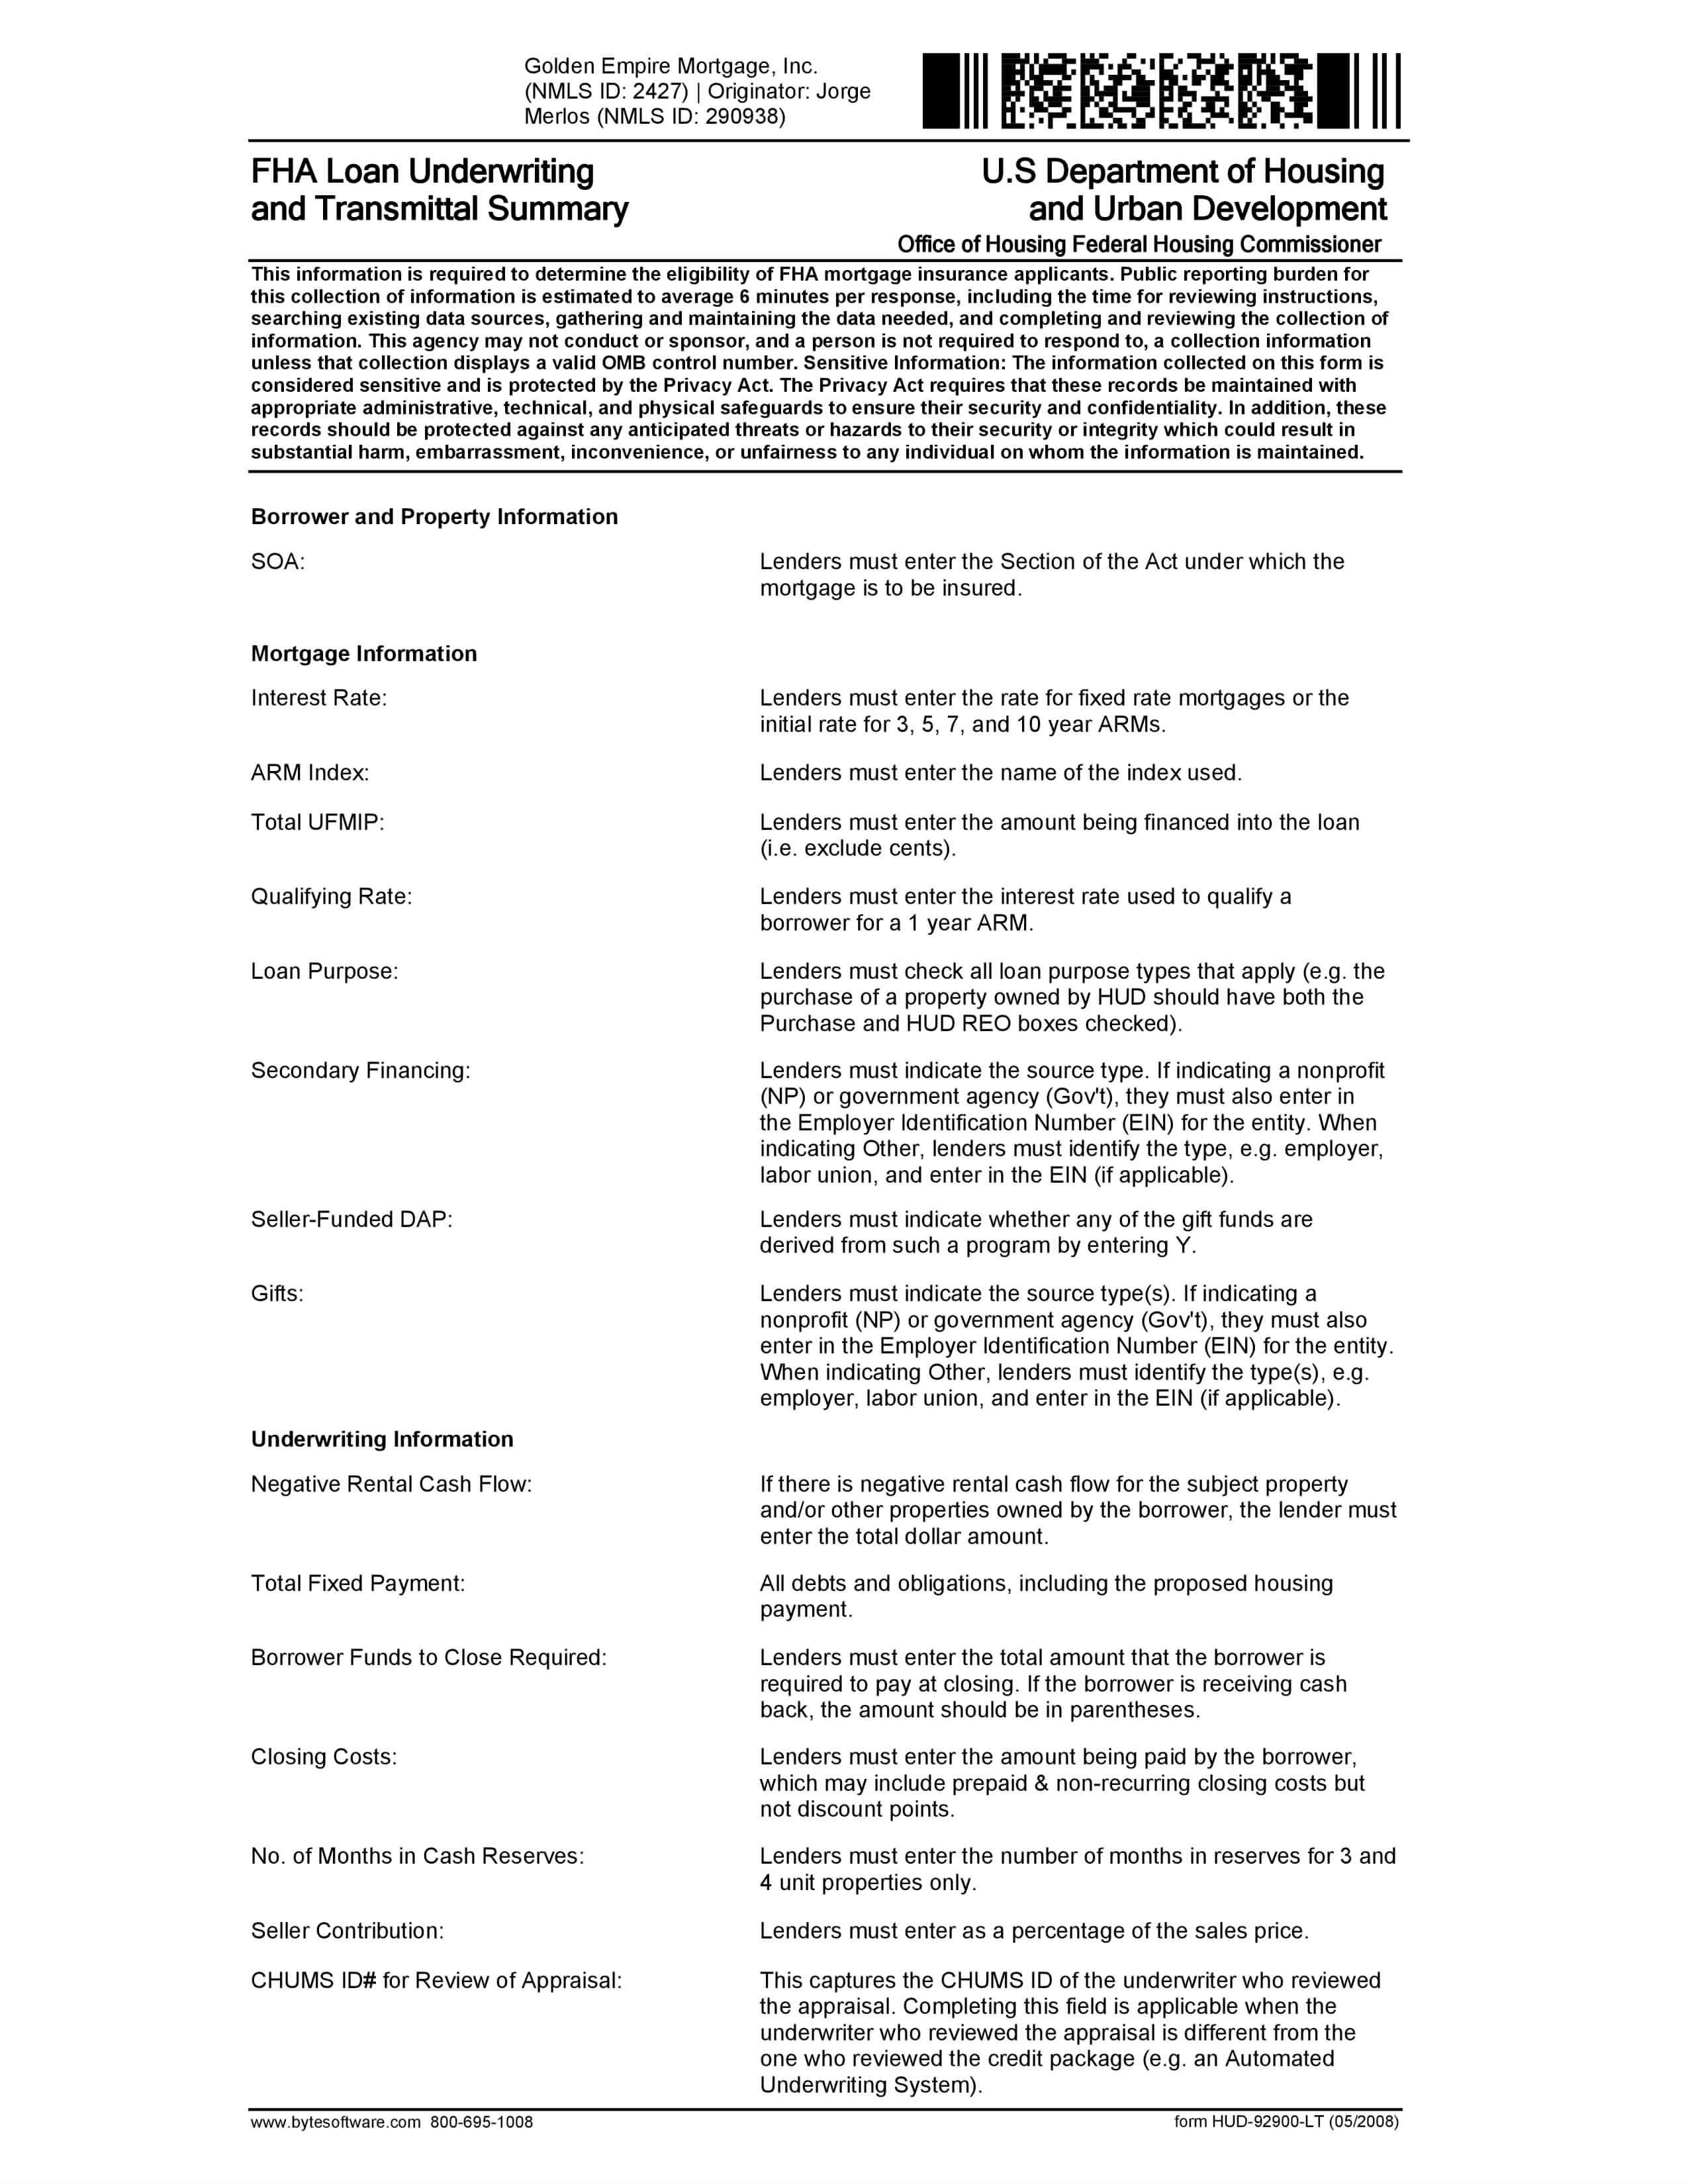 Golden Empire Mortgage, Inc.
(NMLS ID: 2427) | Originator: Jorge
Merlos (NMLS ID: 290938)
FHA Loan Underwriting
and Transmittal Summary
U.S Department of Housing
and Urban Development
Office of Housing Federal Housing Commissioner
This information is required to determine the eligibility of FHA mortgage insurance applicants. Public reporting burden for
this collection of information is estimated to average 6 minutes per response, including the time for reviewing instructions,
searching existing data sources, gathering and maintaining the data needed, and completing and reviewing the collection of
information. This agency may not conduct or sponsor, and a person is not required to respond to, a collection information
unless that collection displays a valid OMB control number. Sensitive Information: The information collected on this form is
considered sensitive and is protected by the Privacy Act. The Privacy Act requires that these records be maintained with
appropriate administrative, technical, and physical safeguards to ensure their security and confidentiality. In addition, these
records should be protected against any anticipated threats or hazards to their security or integrity which could result in
substantial harm, embarrassment, inconvenience, or unfairness to any individual on whom the information is maintained.
Borrower and Property Information
SOA:
Lenders must enter the Section of the Act under which the
mortgage is to be insured.
Mortgage Information
Interest Rate:
Lenders must enter the rate for fixed rate mortgages or the
initial rate for 3, 5, 7, and 10 year ARMs.
ARM Index:
Lenders must enter the name of the index used.
Total UFMIP:
Lenders must enter the amount being financed into the loan
(i.e. exclude cents).
Qualifying Rate:
Lenders must enter the interest rate used to qualify a
borrower for a 1 year ARM.
Loan Purpose:
Lenders must check all loan purpose types that apply (e.g. the
purchase of a property owned by HUD should have both the
Purchase and HUD REO boxes checked).
Secondary Financing:
Lenders must indicate the source type. If indicating a nonprofit
(NP) or government agency (Gov't), they must also enter in
the Employer Identification Number (EIN) for the entity. When
indicating Other, lenders must identify the type, e.g. employer,
labor union, and enter in the EIN (if applicable).
Seller-Funded DAP:
Lenders must indicate whether any of the gift funds are
derived from such a program by entering Y.
Gifts:
Lenders must indicate the source type(s). If indicating a
nonprofit (NP) or government agency (Gov't), they must also
enter in the Employer Identification Number (EIN) for the entity.
When indicating Other, lenders must identify the type(s), e.g.
employer, labor union, and enter in the EIN (if applicable).
Underwriting Information
Negative Rental Cash Flow:
If there is negative rental cash flow for the subject property
and/or other properties owned by the borrower, the lender must
enter the total dollar amount.
Total Fixed Payment:
All debts and obligations, including the proposed housing
payment.
Borrower Funds to Close Required:
Lenders must enter the total amount that the borrower is
required to pay at closing. If the borrower is receiving cash
back, the amount should be in parentheses.
Closing Costs:
Lenders must enter the amount being paid by the borrower,
which may include prepaid & non-recurring closing costs but
not discount points.
No. of Months in Cash Reserves:
Lenders must enter the number of months in reserves for 3 and
4 unit properties only.
Seller Contribution:
Lenders must enter as a percentage of the sales price.
CHUMS ID# for Review of Appraisal:
This captures the CHUMS ID of the underwriter who reviewed
the appraisal. Completing this field is applicable when the
underwriter who reviewed the appraisal is different from the
one who reviewed the credit package (e.g. an Automated
Underwriting System).
www.bytesoftware.com 800-695-1008
form HUD-92900-LT (05/2008)